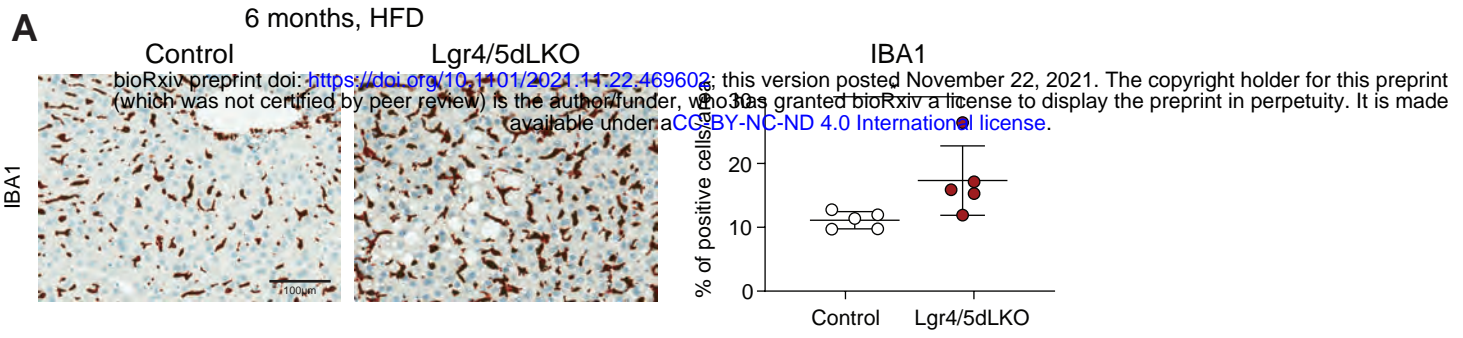 A
6 months, HFD
Control
Lgr4/5dLKO
IBA1
bioRxiv preprint doi: https://doi.org/10.1101/2021.11.22.469602; this version posted November 22, 2021. The copyright holder for this preprint
(which was not certified by peer review) is the author/funder, who has granted bioRxiv a license to display the preprint in perpetuity. It is made
available under aCC-BY-NC-ND 4.0 International license.
IBA1
100µm
% of positive cells/area
30
20
10
0
Control
Lgr4/5dLKO